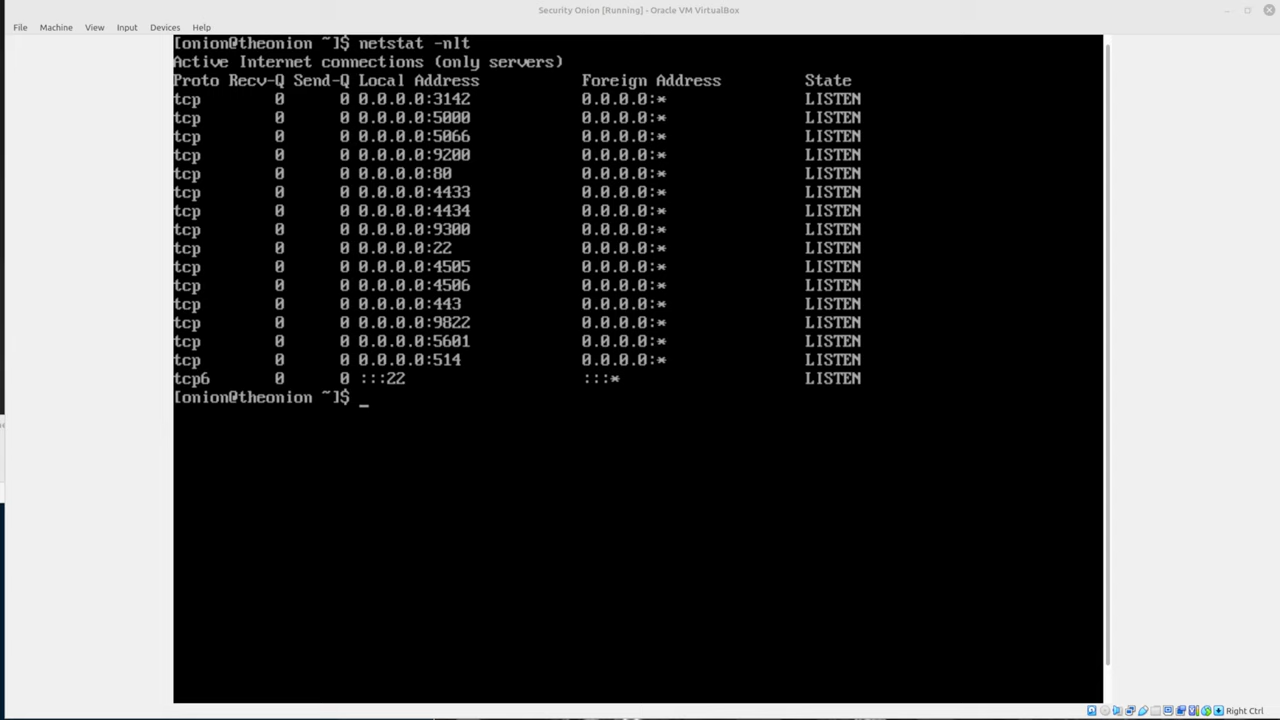 Security Onion [Running] - Oracle VM VirtualBox
File Machine View Input Devices Help
[onion@theonion ~]$ netstat -nlt
Active Internet connections (only servers)
Proto Recv-Q Send-Q Local Address Foreign Address State
tcp 0 0 0.0.0.0:3142 0.0.0.0:* LISTEN
tcp 0 0 0.0.0.0:5000 0.0.0.0:* LISTEN
tcp 0 0 0.0.0.0:5066 0.0.0.0:* LISTEN
tcp 0 0 0.0.0.0:9200 0.0.0.0:* LISTEN
tcp 0 0 0.0.0.0:80 0.0.0.0:* LISTEN
tcp 0 0 0.0.0.0:4433 0.0.0.0:* LISTEN
tcp 0 0 0.0.0.0:4434 0.0.0.0:* LISTEN
tcp 0 0 0.0.0.0:9300 0.0.0.0:* LISTEN
tcp 0 0 0.0.0.0:22 0.0.0.0:* LISTEN
tcp 0 0 0.0.0.0:4505 0.0.0.0:* LISTEN
tcp 0 0 0.0.0.0:4506 0.0.0.0:* LISTEN
tcp 0 0 0.0.0.0:443 0.0.0.0:* LISTEN
tcp 0 0 0.0.0.0:9822 0.0.0.0:* LISTEN
tcp 0 0 0.0.0.0:5601 0.0.0.0:* LISTEN
tcp 0 0 0.0.0.0:514 0.0.0.0:* LISTEN
tcp6 0 0 :::22 :::* LISTEN
[onion@theonion ~]$ _
Right Ctrl